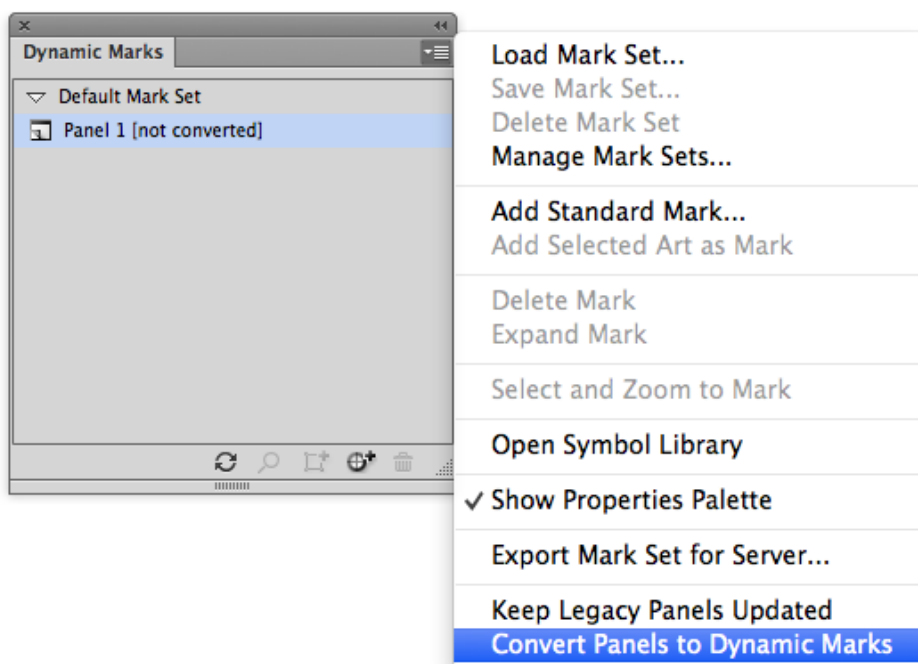 Dynamic Marks
Default Mark Set
Panel 1 [not converted]
Load Mark Set...
Save Mark Set...
Delete Mark Set
Manage Mark Sets...
Add Standard Mark...
Add Selected Art as Mark
Delete Mark
Expand Mark
Select and Zoom to Mark
Open Symbol Library
Show Properties Palette
Export Mark Set for Server...
Keep Legacy Panels Updated
Convert Panels to Dynamic Marks